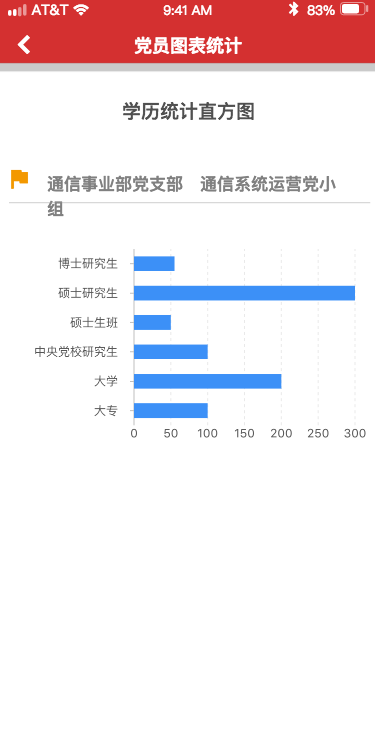 AT&T 9:41 AM 83%
党员图表统计
学历统计直方图
通信事业部党支部　通信系统运营党小
组
博士研究生
硕士研究生
硕士生班
中央党校研究生
大学
大专
0 50 100 150 200 250 300